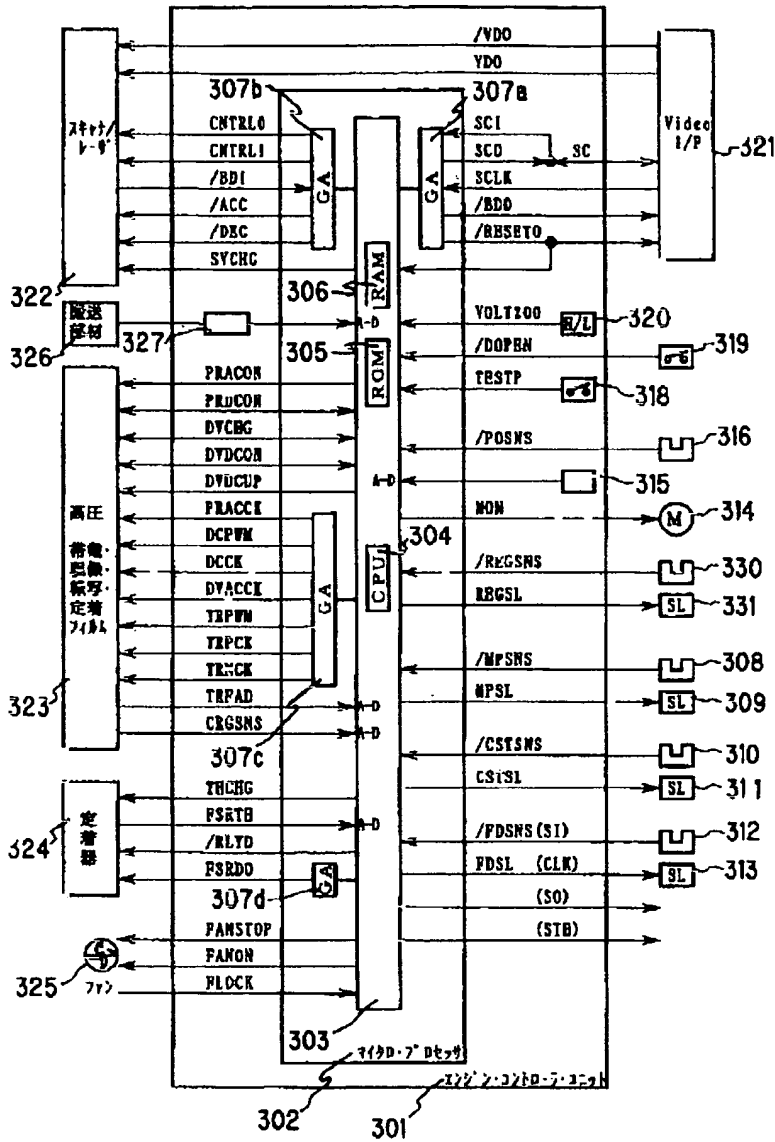 /VDO
VDO
307b
307a
スキャナ/
レーザ
CNTRL0
CNTRL1
/BDI
/ACC
/DEC
SYCHG
GA
GA
SCI
SCO
SC
SCLK
/BDO
/RESETO
Video
I/F
321
322
306
RAM
搬送
部材
326
327
A-D
VOLT200
H/L
320
305
ROM
/DOPEN
319
TESTP
318
PRACON
PRDCON
DVCHG
DVDCON
DVDCUP
PRACCK
DCPWM
DCCK
DVACCK
TRPWM
TRPCK
TRNCK
TRFAD
CRGSNS
/POSNS
316
A-D
315
MON
M
314
304
CPU
高圧
帯電・
現像・
転写・
定着
フィルム
GA
/REGSNS
330
REGSL
SL
331
/MPSNS
308
MPSL
SL
309
323
A-D
307c
A-D
/CSTSNS
310
CSTSL
SL
311
324
定
着
器
THCHG
FSRTH
/RLYD
FSRDO
A-D
307d
GA
/FDSNS(SI)
312
FDSL (CLK)
SL
313
(SO)
(STB)
325
ファン
FANSTOP
FANON
FLOCK
303
マイクロ・プロセッサ
302
エンジン・コントローラ・ユニット
301